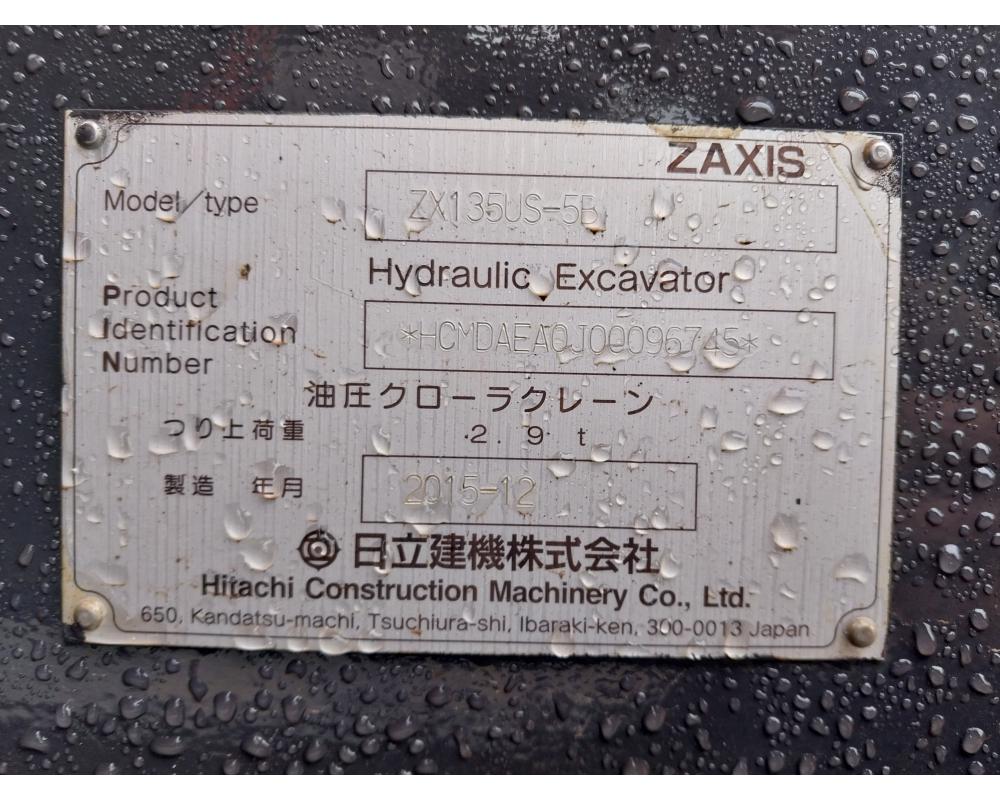 ZAXIS
Model/type ZX135US-5B
Hydraulic Excavator
Product
Identification
Number
*HCMDAEA0J00096745*
油圧クローラクレーン
つり上荷重 2.9 t
製造 年月 2015-12
日立建機株式会社
Hitachi Construction Machinery Co., Ltd.
650, Kandatsu-machi, Tsuchiura-shi, Ibaraki-ken, 300-0013 Japan